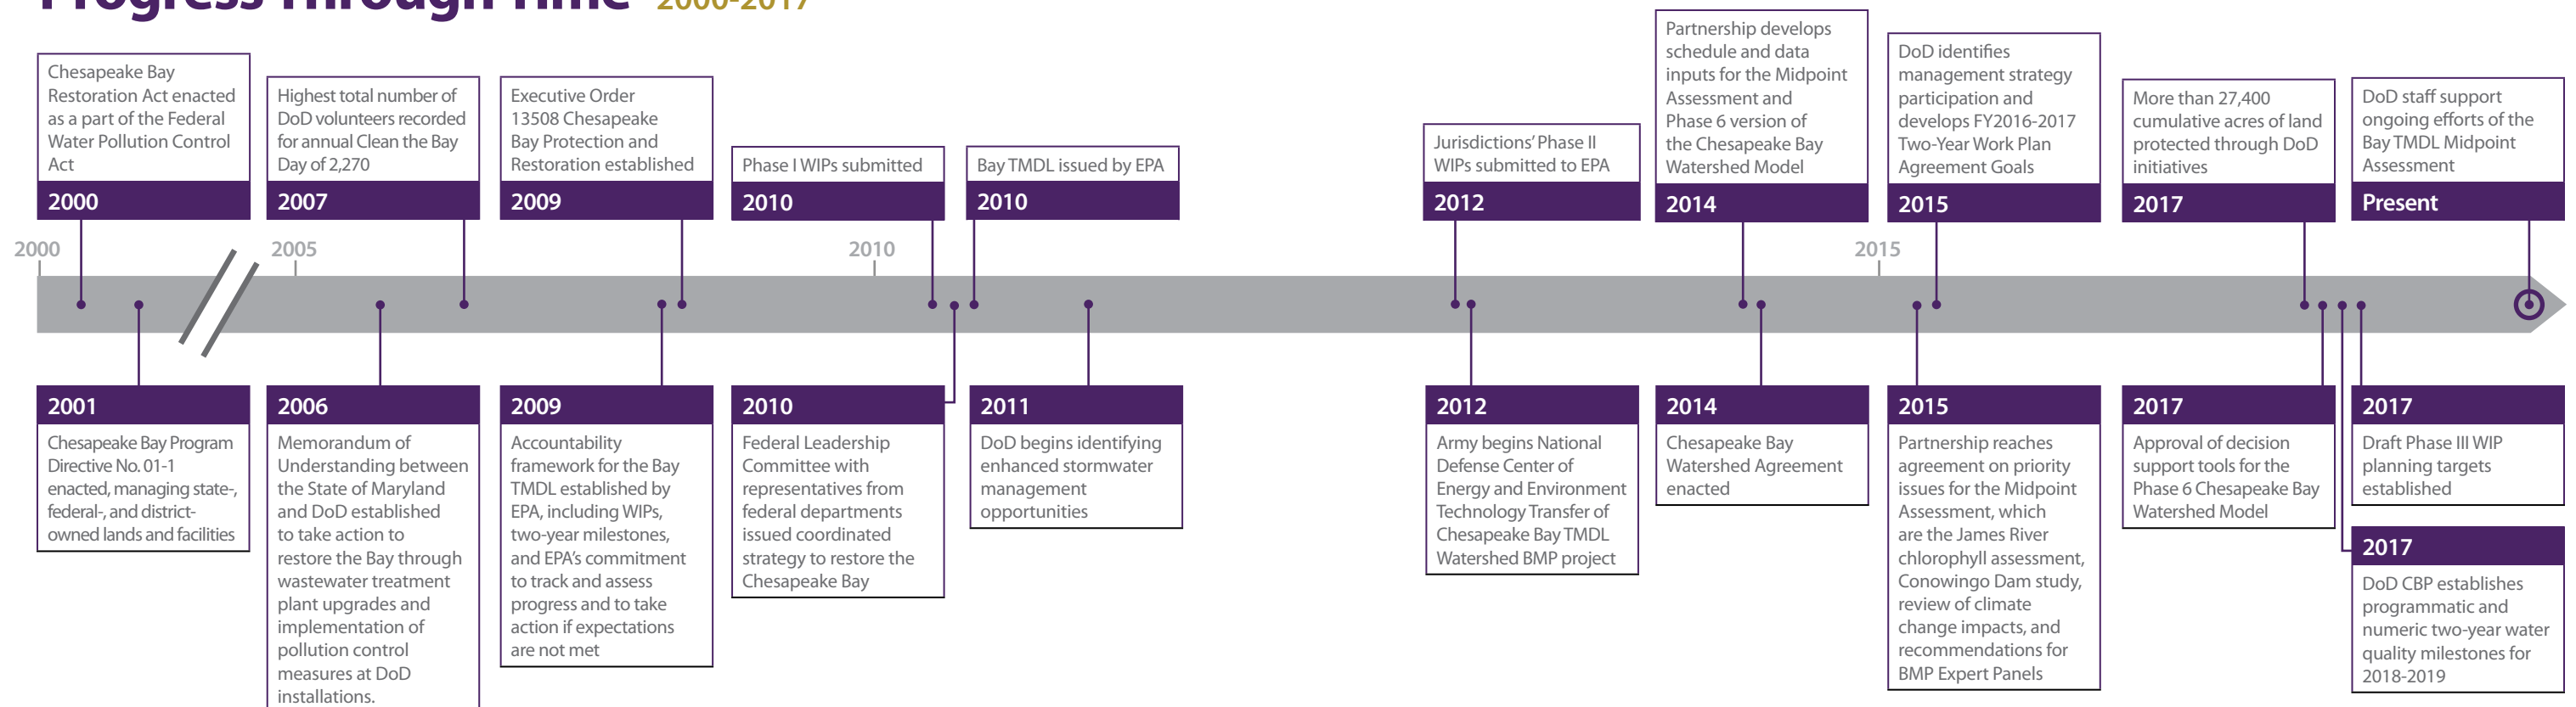 Progress Through Time 2000-2017
Chesapeake Bay
Restoration Act enacted
as a part of the Federal
Water Pollution Control
Act
2000
Highest total number of
DoD volunteers recorded
for annual Clean the Bay
Day of 2,270
2007
Executive Order
13508 Chesapeake
Bay Protection and
Restoration established
2009
Phase I WIPs submitted
2010
Bay TMDL issued by EPA
2010
Jurisdictions’ Phase II
WIPs submitted to EPA
2012
Partnership develops
schedule and data
inputs for the Midpoint
Assessment and
Phase 6 version of
the Chesapeake Bay
Watershed Model
2014
DoD identifies
management strategy
participation and
develops FY2016-2017
Two-Year Work Plan
Agreement Goals
2015
More than 27,400
cumulative acres of land
protected through DoD
initiatives
2017
DoD staff support
ongoing efforts of the
Bay TMDL Midpoint
Assessment
Present
2000
2005
2010
2015
2001
Chesapeake Bay Program
Directive No. 01-1
enacted, managing state-,
federal-, and district-
owned lands and facilities
2006
Memorandum of
Understanding between
the State of Maryland
and DoD established
to take action to
restore the Bay through
wastewater treatment
plant upgrades and
implementation of
pollution control
measures at DoD
installations.
2009
Accountability
framework for the Bay
TMDL established by
EPA, including WIPs,
two-year milestones,
and EPA’s commitment
to track and assess
progress and to take
action if expectations
are not met
2010
Federal Leadership
Committee with
representatives from
federal departments
issued coordinated
strategy to restore the
Chesapeake Bay
2011
DoD begins identifying
enhanced stormwater
management
opportunities
2012
Army begins National
Defense Center of
Energy and Environment
Technology Transfer of
Chesapeake Bay TMDL
Watershed BMP project
2014
Chesapeake Bay
Watershed Agreement
enacted
2015
Partnership reaches
agreement on priority
issues for the Midpoint
Assessment, which
are the James River
chlorophyll assessment,
Conowingo Dam study,
review of climate
change impacts, and
recommendations for
BMP Expert Panels
2017
Approval of decision
support tools for the
Phase 6 Chesapeake Bay
Watershed Model
2017
Draft Phase III WIP
planning targets
established
2017
DoD CBP establishes
programmatic and
numeric two-year water
quality milestones for
2018-2019